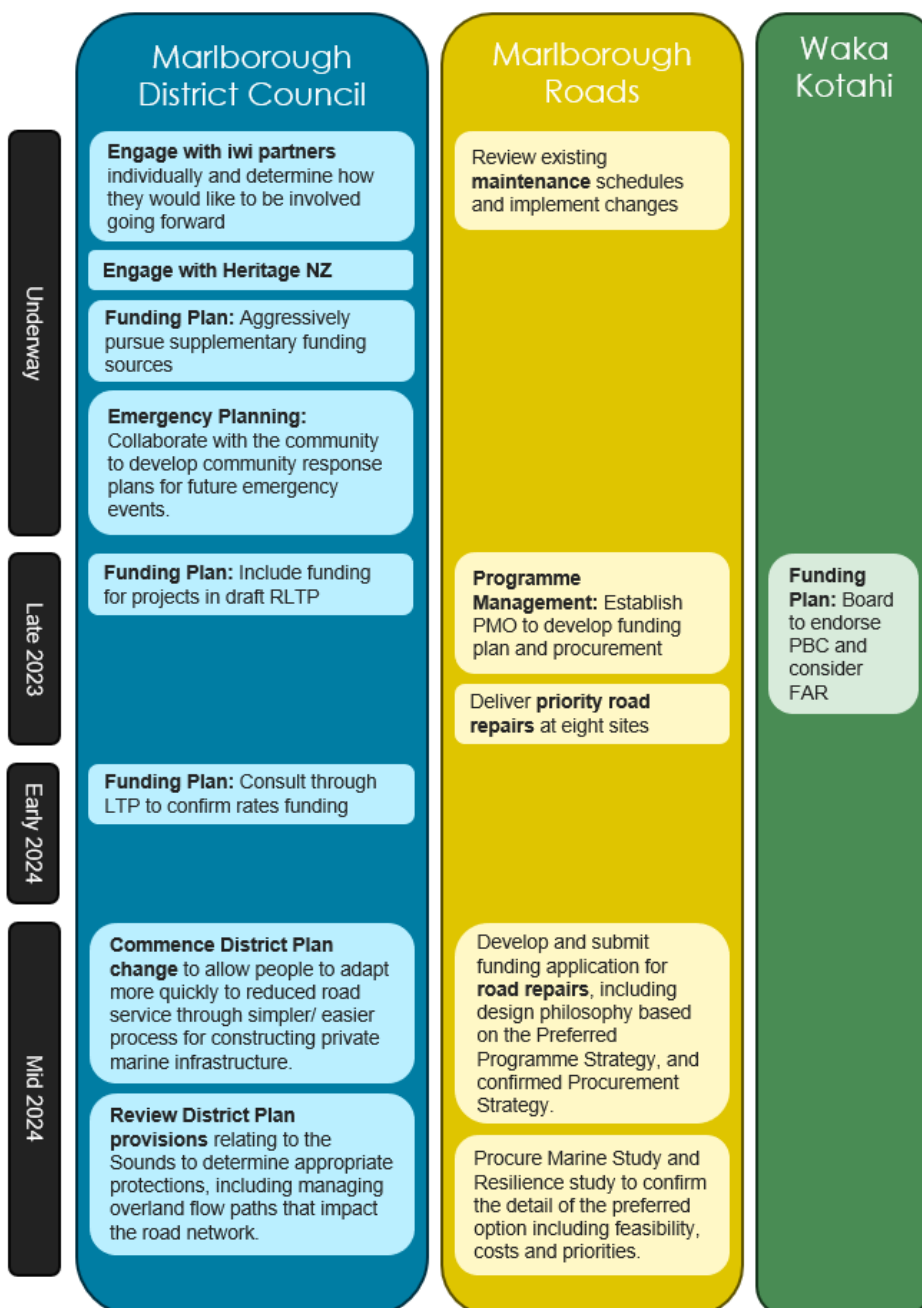 Marlborough
District Council
Marlborough
Roads
Waka
Kotahi
Underway
Engage with iwi partners
individually and determine how
they would like to be involved
going forward
Engage with Heritage NZ
Funding Plan: Aggressively
pursue supplementary funding
sources
Emergency Planning:
Collaborate with the community
to develop community response
plans for future emergency
events.
Review existing
maintenance schedules
and implement changes
Late 2023
Funding Plan: Include funding
for projects in draft RLTP
Programme
Management: Establish
PMO to develop funding
plan and procurement
Deliver priority road
repairs at eight sites
Funding
Plan: Board
to endorse
PBC and
consider
FAR
Early 2024
Funding Plan: Consult through
LTP to confirm rates funding
Mid 2024
Commence District Plan
change to allow people to adapt
more quickly to reduced road
service through simpler/ easier
process for constructing private
marine infrastructure.
Review District Plan
provisions relating to the
Sounds to determine appropriate
protections, including managing
overland flow paths that impact
the road network.
Develop and submit
funding application for
road repairs, including
design philosophy based
on the Preferred
Programme Strategy, and
confirmed Procurement
Strategy.
Procure Marine Study and
Resilience study to confirm
the detail of the preferred
option including feasibility,
costs and priorities.